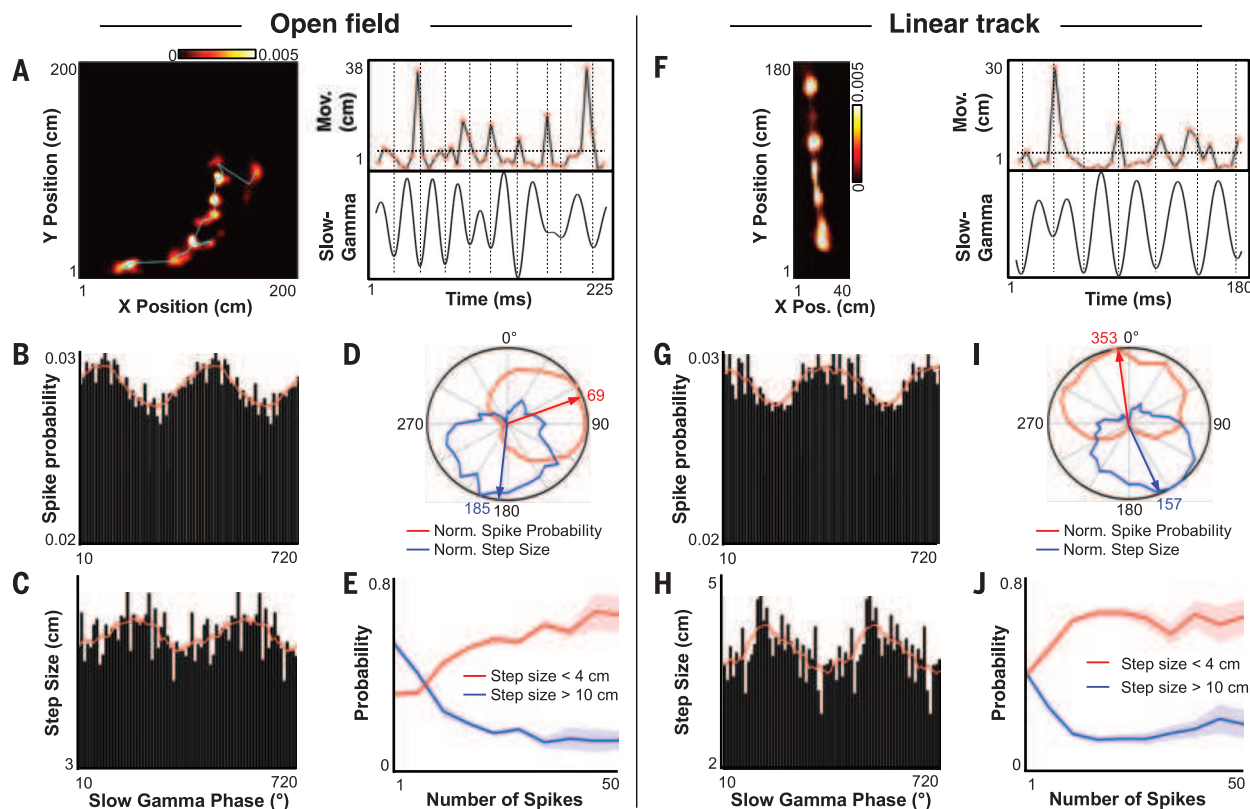 Open field
Linear track
A
0
0.005
200
Y Position (cm)
1
1
200
X Position (cm)
38
Mov.
(cm)
1
Slow-
Gamma
1
225
Time (ms)
F
180
Y Position (cm)
1
0.005
0
1
40
X Pos. (cm)
30
Mov.
(cm)
1
Slow-
Gamma
1
180
Time (ms)
B
0.03
Spike probability
0.02
10
720
D
0°
69
270
90
185
180
Norm. Spike Probability
Norm. Step Size
G
0.03
Spike probability
0.02
10
720
I
353
0°
270
90
180
157
Norm. Spike Probability
Norm. Step Size
C
Step Size (cm)
3
10
720
Slow Gamma Phase (°)
E
0.8
Probability
0
Step size < 4 cm
Step size > 10 cm
1
50
Number of Spikes
H
5
Step Size (cm)
2
10
720
Slow Gamma Phase (°)
J
0.8
Probability
0
Step size < 4 cm
Step size > 10 cm
1
50
Number of Spikes